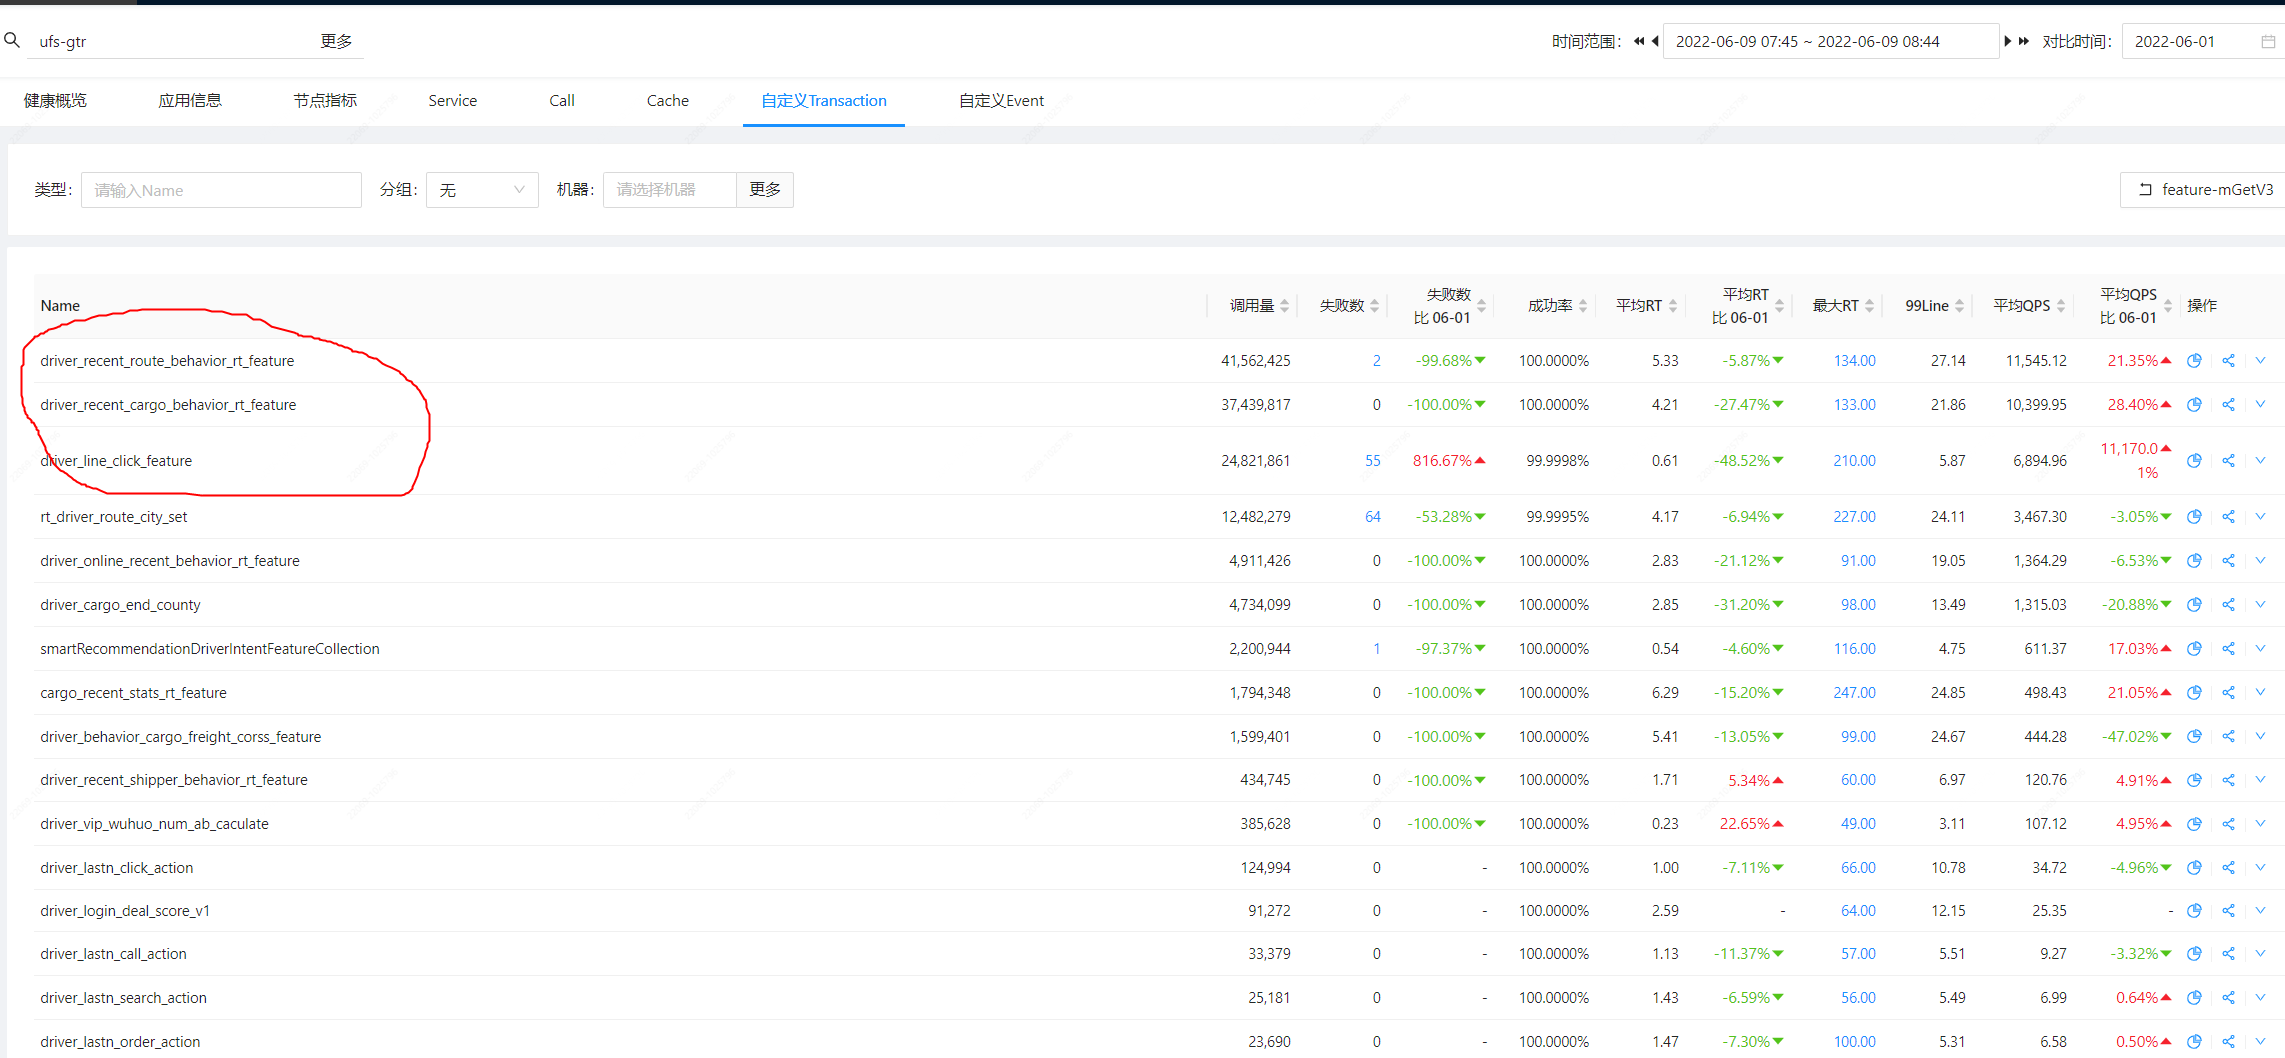 ufs-gtr 更多 时间范围： 2022-06-09 07:45 ~ 2022-06-09 08:44 对比时间： 2022-06-01
健康概览 应用信息 节点指标 Service Call Cache 自定义Transaction 自定义Event
类型： 请输入Name 分组： 无 机器： 请选择机器 更多 feature-mGetV3
Name 调用量 失败数 失败数 比 06-01 成功率 平均RT 平均RT 比 06-01 最大RT 99Line 平均QPS 平均QPS 比 06-01 操作
driver_recent_route_behavior_rt_feature 41,562,425 2 -99.68% 100.0000% 5.33 -5.87% 134.00 27.14 11,545.12 21.35%
driver_recent_cargo_behavior_rt_feature 37,439,817 0 -100.00% 100.0000% 4.21 -27.47% 133.00 21.86 10,399.95 28.40%
driver_line_click_feature 24,821,861 55 816.67% 99.9998% 0.61 -48.52% 210.00 5.87 6,894.96 11,170.01%
rt_driver_route_city_set 12,482,279 64 -53.28% 99.9995% 4.17 -6.94% 227.00 24.11 3,467.30 -3.05%
driver_online_recent_behavior_rt_feature 4,911,426 0 -100.00% 100.0000% 2.83 -21.12% 91.00 19.05 1,364.29 -6.53%
driver_cargo_end_county 4,734,099 0 -100.00% 100.0000% 2.85 -31.20% 98.00 13.49 1,315.03 -20.88%
smartRecommendationDriverIntentFeatureCollection 2,200,944 1 -97.37% 100.0000% 0.54 -4.60% 116.00 4.75 611.37 17.03%
cargo_recent_stats_rt_feature 1,794,348 0 -100.00% 100.0000% 6.29 -15.20% 247.00 24.85 498.43 21.05%
driver_behavior_cargo_freight_corss_feature 1,599,401 0 -100.00% 100.0000% 5.41 -13.05% 99.00 24.67 444.28 -47.02%
driver_recent_shipper_behavior_rt_feature 434,745 0 -100.00% 100.0000% 1.71 5.34% 60.00 6.97 120.76 4.91%
driver_vip_wuhuo_num_ab_caculate 385,628 0 -100.00% 100.0000% 0.23 22.65% 49.00 3.11 107.12 4.95%
driver_lastn_click_action 124,994 0 - 100.0000% 1.00 -7.11% 66.00 10.78 34.72 -4.96%
driver_login_deal_score_v1 91,272 0 - 100.0000% 2.59 - 64.00 12.15 25.35 -
driver_lastn_call_action 33,379 0 - 100.0000% 1.13 -11.37% 57.00 5.51 9.27 -3.32%
driver_lastn_search_action 25,181 0 - 100.0000% 1.43 -6.59% 56.00 5.49 6.99 0.64%
driver_lastn_order_action 23,690 0 - 100.0000% 1.47 -7.30% 100.00 5.31 6.58 0.50%